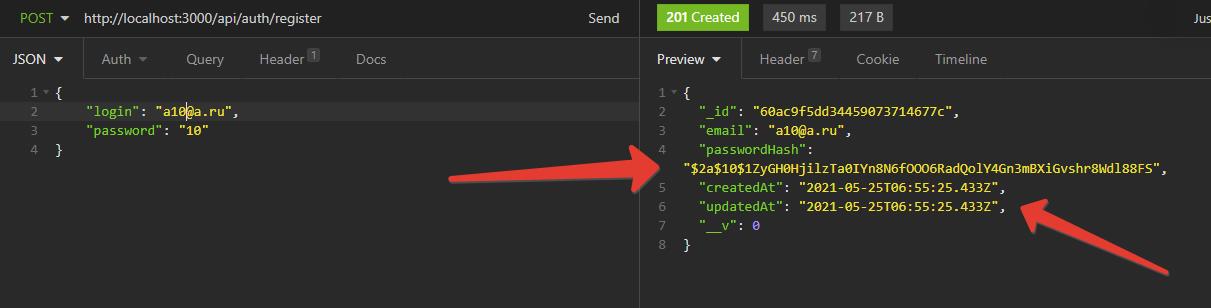 POST http://localhost:3000/api/auth/register Send
201 Created 450 ms 217 B Jus
JSON Auth Query Header 1 Docs
Preview Header 7 Cookie Timeline
1 {
2 "login": "a10@a.ru",
3 "password": "10"
4 }
1 {
2 "_id": "60ac9f5dd34459073714677c",
3 "email": "a10@a.ru",
4 "passwordHash":
"$2a$10$1ZyGH0HjilzTa0IYn8N6fOOO6RadQolY4Gn3mBXiGvshr8Wdl88FS",
5 "createdAt": "2021-05-25T06:55:25.433Z",
6 "updatedAt": "2021-05-25T06:55:25.433Z",
7 "__v": 0
8 }